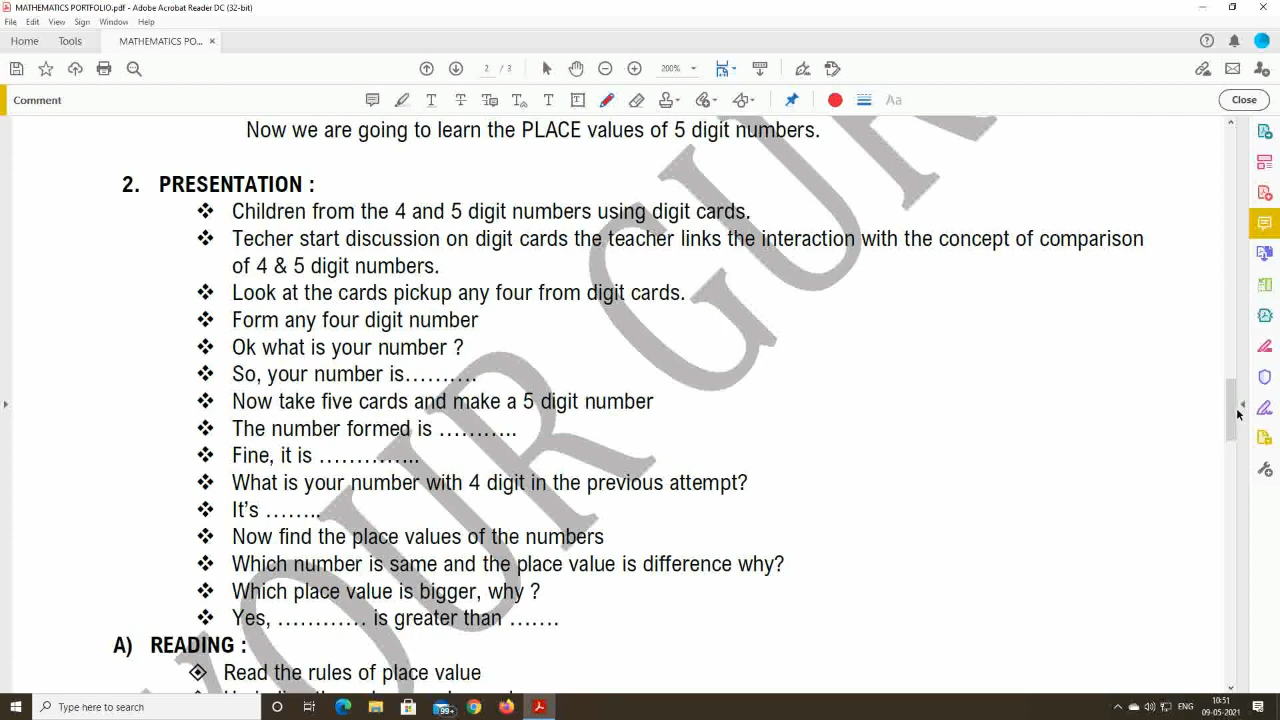 MATHEMATICS PORTFOLIO.pdf - Adobe Acrobat Reader DC (32-bit)
File Edit View Sign Window Help
Home Tools MATHEMATICS PO... ×
2 / 3 200%
Comment Aa Close
Now we are going to learn the PLACE values of 5 digit numbers.
2. PRESENTATION :
❖ Children from the 4 and 5 digit numbers using digit cards.
❖ Techer start discussion on digit cards the teacher links the interaction with the concept of comparison
of 4 & 5 digit numbers.
❖ Look at the cards pickup any four from digit cards.
❖ Form any four digit number
❖ Ok what is your number ?
❖ So, your number is……….
❖ Now take five cards and make a 5 digit number
❖ The number formed is ………..
❖ Fine, it is …………..
❖ What is your number with 4 digit in the previous attempt?
❖ It's ……..
❖ Now find the place values of the numbers
❖ Which number is same and the place value is difference why?
❖ Which place value is bigger, why ?
❖ Yes, ………… is greater than …….
A) READING :
Read the rules of place value
YOUR GUR
Type here to search
99+
ENG
10:51
09-05-2021